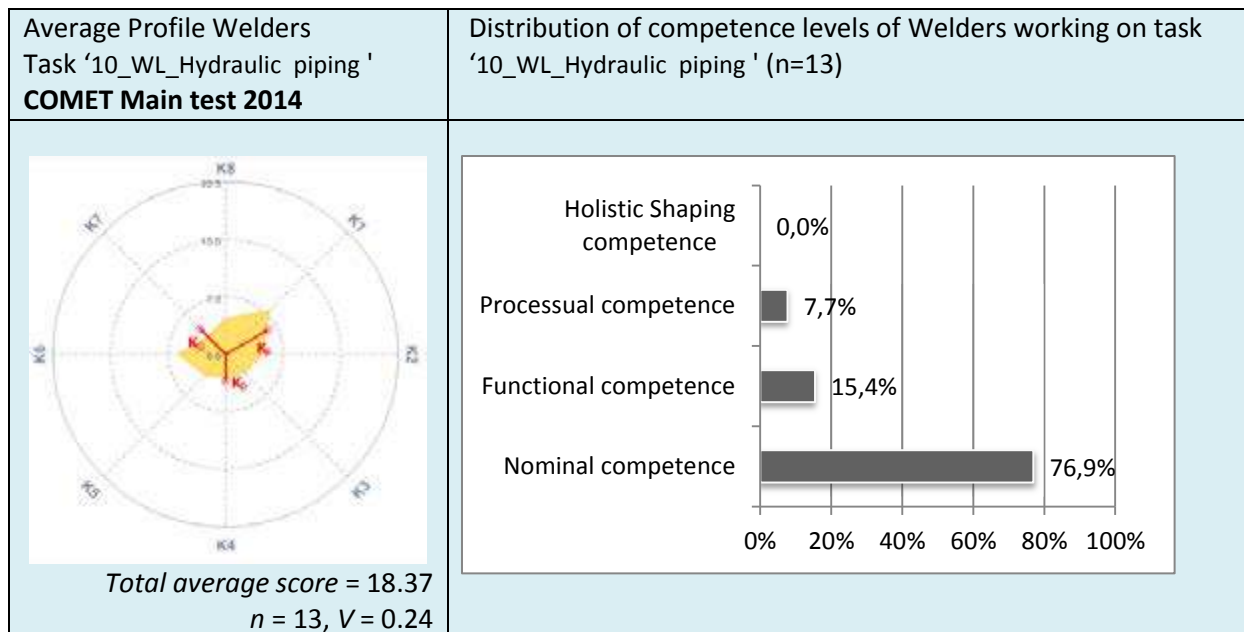 Average Profile Welders
Task ‘10_WL_Hydraulic piping '
COMET Main test 2014
Distribution of competence levels of Welders working on task
‘10_WL_Hydraulic piping ' (n=13)
K8
K7
K1
K6
K2
K5
K3
K4
Total average score = 18.37
n = 13, V = 0.24
Holistic Shaping
competence
0,0%
Processual competence
7,7%
Functional competence
15,4%
Nominal competence
76,9%
0% 20% 40% 60% 80% 100%